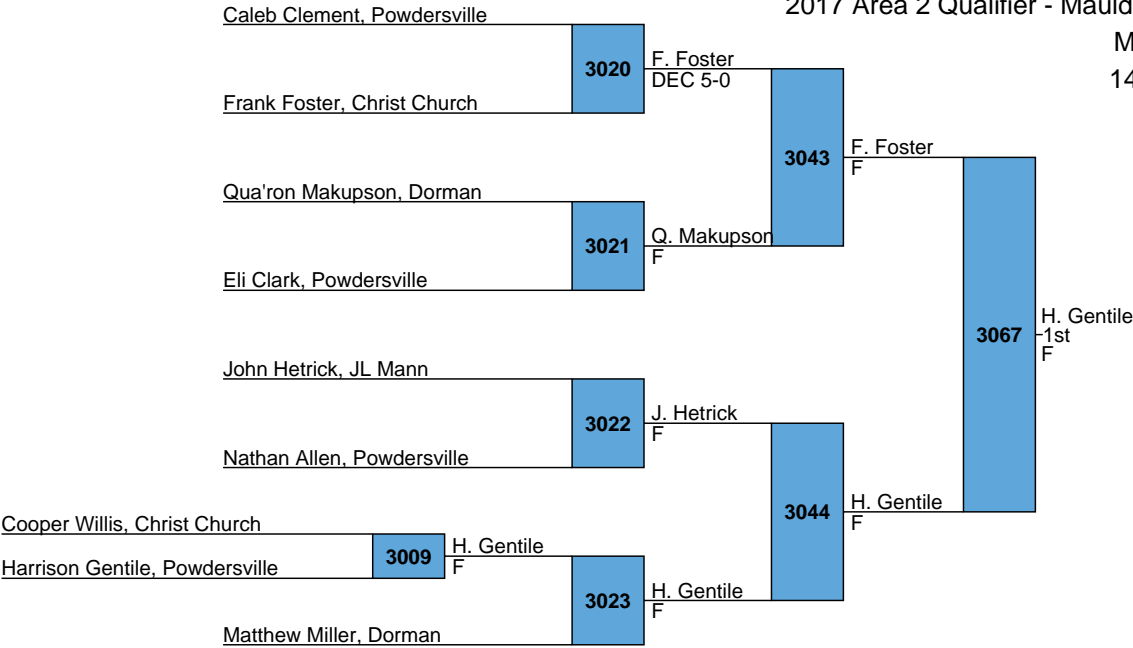 2017 Area 2 Qualifier -
Caleb Clement, Powdersville
3020
F. Foster
DEC 5-0
Frank Foster, Christ Church
3043
F. Foster
F
Qua'ron Makupson, Dorman
3021
Q. Makupson
F
Eli Clark, Powdersville
3067
H. Gentile
1st
F
John Hetrick, JL Mann
3022
J. Hetrick
F
Nathan Allen, Powdersville
3044
H. Gentile
F
Cooper Willis, Christ Church
3009
H. Gentile
F
Harrison Gentile, Powdersville
3023
H. Gentile
F
Matthew Miller, Dorman